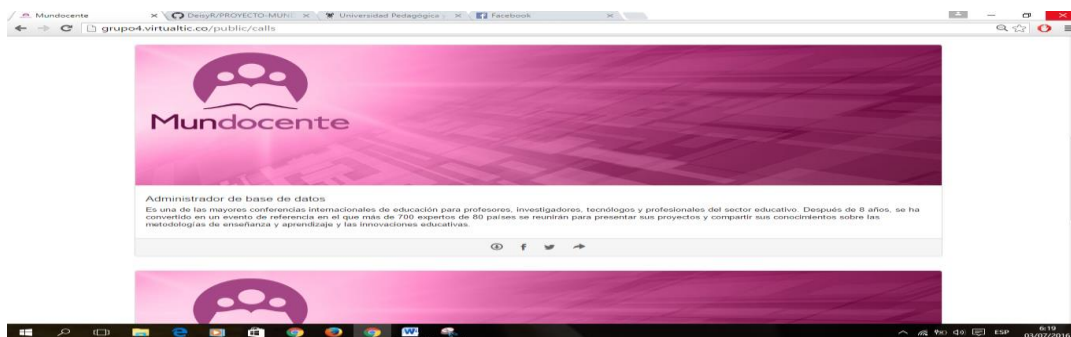 Mundocente
DeisyR/PROYECTO-MUN
Universidad Pedagógica y
Facebook
grupo4.virtualtic.co/public/calls
Mundocente
Administrador de base de datos
Es una de las mayores conferencias internacionales de educación para profesores, investigadores, tecnólogos y profesionales del sector educativo. Después de 8 años, se ha
convertido en un evento de referencia en el que más de 700 expertos de 80 países se reunirán para presentar sus proyectos y compartir sus conocimientos sobre las
metodologías de enseñanza y aprendizaje y las innovaciones educativas.
ESP
6:19
03/07/2016